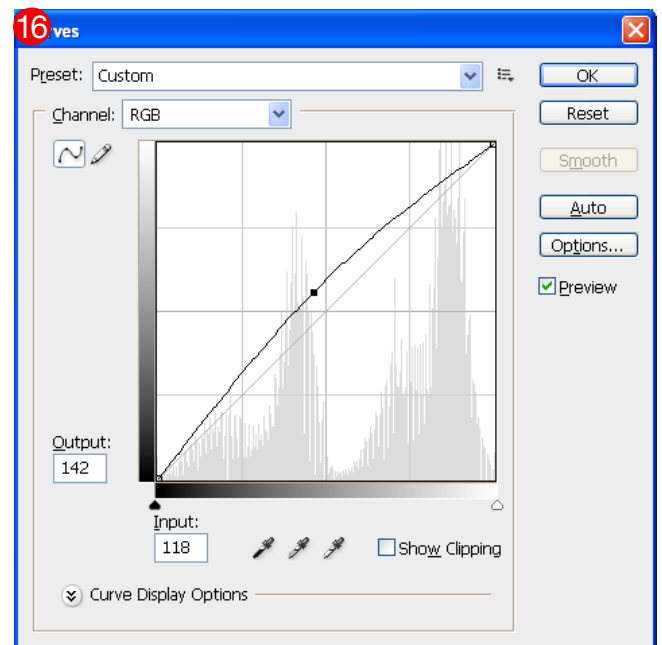 16
ves
Preset: Custom
OK
Channel: RGB
Reset
Smooth
Auto
Options...
Preview
Output:
142
Input:
118
Show Clipping
Curve Display Options